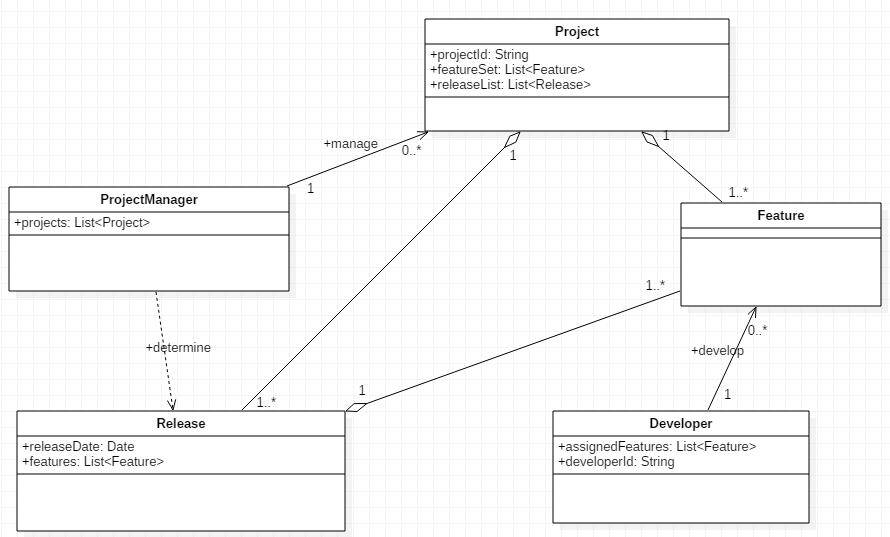 Project
+projectId: String
+featureSet: List<Feature>
+releaseList: List<Release>
+manage
0..*
1
1
1
1..*
ProjectManager
+projects: List<Project>
Feature
1..*
0..*
+determine
+develop
1
1
1..*
Release
+releaseDate: Date
+features: List<Feature>
Developer
+assignedFeatures: List<Feature>
+developerId: String